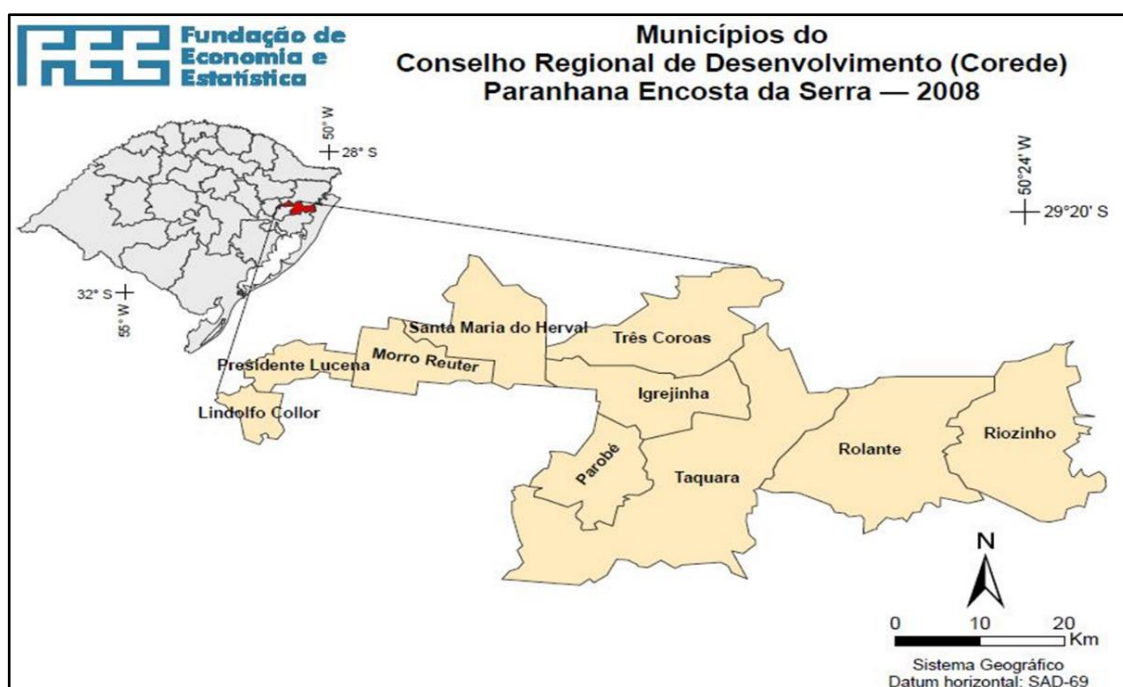 FEE
Fundação de
Economia e
Estatística
Municípios do
Conselho Regional de Desenvolvimento (Corede)
Paranhana Encosta da Serra — 2008
50° W
28° S
50°24' W
29°20' S
32° S
55° W
Santa Maria do Herval
Três Coroas
Presidente Lucena
Morro Reuter
Igrejinha
Lindolfo Collor
Parobé
Taquara
Rolante
Riozinho
N
0 10 20
Km
Sistema Geográfico
Datum horizontal: SAD-69